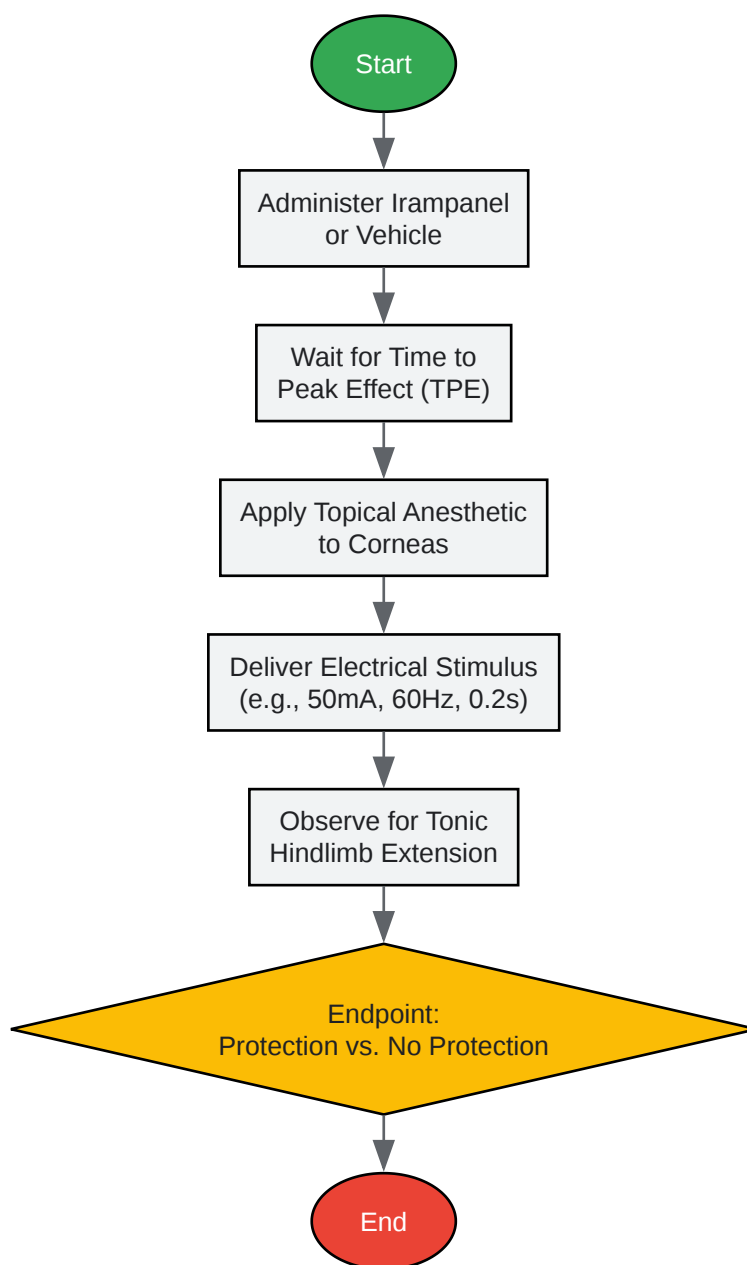 Start
Administer Irampanel
or Vehicle
Wait for Time to
Peak Effect (TPE)
Apply Topical Anesthetic
to Corneas
Deliver Electrical Stimulus
(e.g., 50mA, 60Hz, 0.2s)
Observe for Tonic
Hindlimb Extension
Endpoint:
Protection vs. No Protection
End